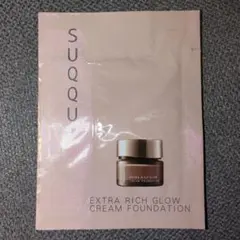 SUQQU
EXTRA RICH GLOW
CREAM FOUNDATION